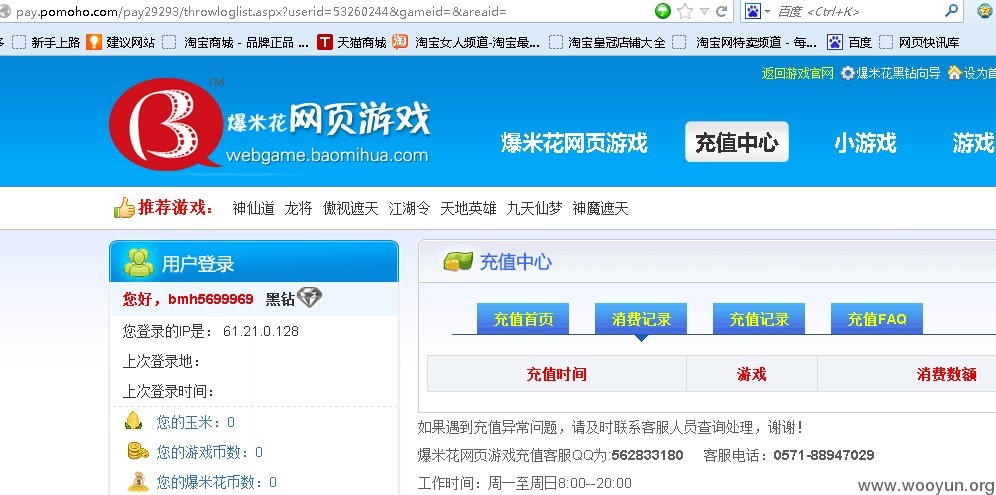 pay.pomoho.com/pay29293/throwloglist.aspx?userid=53260244&gameid=&areaid=
百度 <Ctrl+K>
新手上路 建议网站 淘宝商城 - 品牌正品 ... 天猫商城 淘宝女人频道-淘宝最... 淘宝皇冠店铺大全 淘宝网特卖频道 - 每... 百度 网页快讯库
返回游戏官网 爆米花黑钻向导 设为首
TM
爆米花网页游戏
webgame.baomihua.com
爆米花网页游戏 充值中心 小游戏 游戏
推荐游戏： 神仙道 龙将 傲视遮天 江湖令 天地英雄 九天仙梦 神魔遮天
用户登录
您好，bmh5699969 黑钻
您登录的IP是： 61.21.0.128
上次登录地：
上次登录时间：
您的玉米：0
您的游戏币数：0
您的爆米花币数：0
充值中心
充值首页 消费记录 充值记录 充值FAQ
充值时间 游戏 消费数额
如果遇到充值异常问题，请及时联系客服人员查询处理，谢谢！
爆米花网页游戏充值客服QQ为:562833180 客服电话：0571-88947029
工作时间：周一至周日8:00--20:00
www.wooyun.org